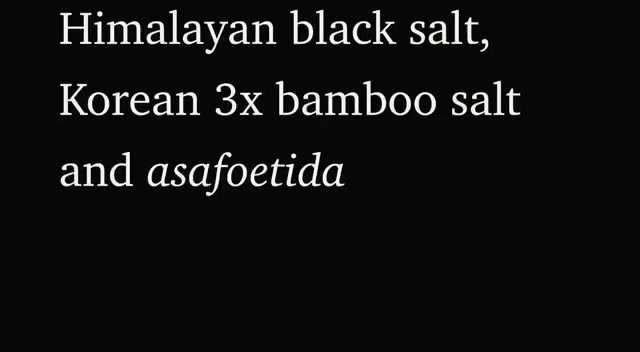 Himalayan black salt,
Korean 3x bamboo salt
and asafoetida